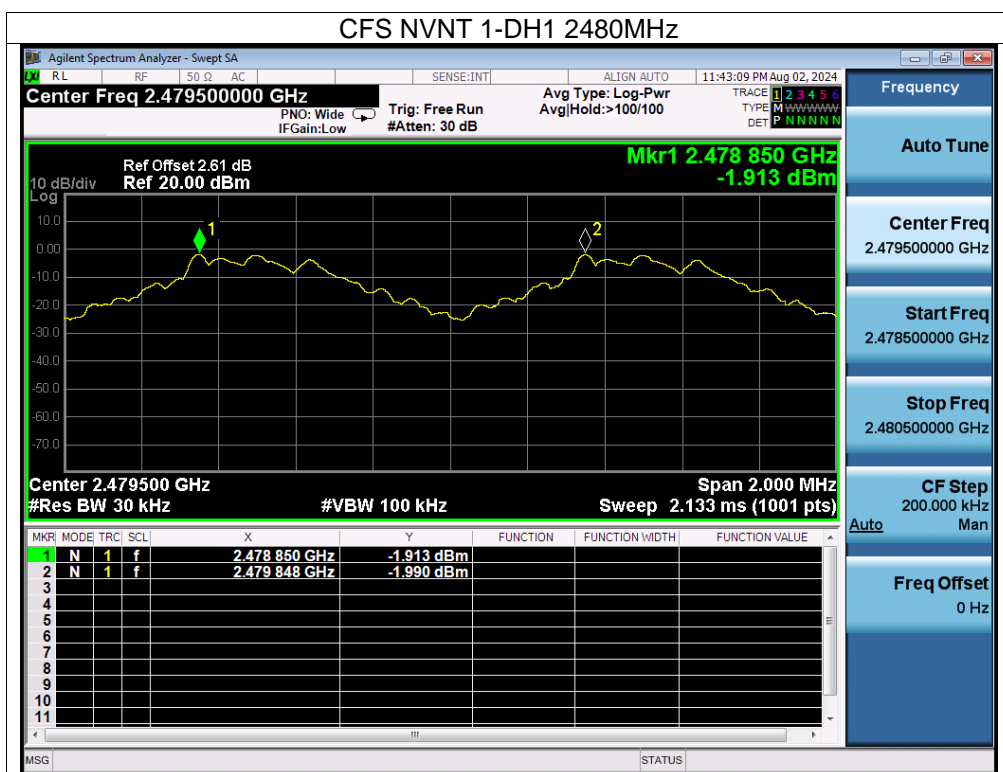 CFS NVNT 1-DH1 2480MHz
Agilent Spectrum Analyzer - Swept SA
LXI RL RF 50 Ω AC SENSE:INT ALIGN AUTO 11:43:09 PM Aug 02, 2024
Center Freq 2.479500000 GHz
PNO: Wide
IFGain:Low
Trig: Free Run
#Atten: 30 dB
Avg Type: Log-Pwr
Avg|Hold:>100/100
TRACE 1 2 3 4 5 6
TYPE M WWWWW
DET P N N N N N
Mkr1 2.478 850 GHz
-1.913 dBm
Ref Offset 2.61 dB
10 dB/div Ref 20.00 dBm
Log
10.0
0.00
-10.0
-20.0
-30.0
-40.0
-50.0
-60.0
-70.0
1
2
Center 2.479500 GHz Span 2.000 MHz
#Res BW 30 kHz #VBW 100 kHz Sweep 2.133 ms (1001 pts)
MKR MODE TRC SCL X Y FUNCTION FUNCTION WIDTH FUNCTION VALUE
1 N 1 f 2.478 850 GHz -1.913 dBm
2 N 1 f 2.479 848 GHz -1.990 dBm
3
4
5
6
7
8
9
10
11
MSG STATUS
Frequency
Auto Tune
Center Freq
2.479500000 GHz
Start Freq
2.478500000 GHz
Stop Freq
2.480500000 GHz
CF Step
200.000 kHz
Auto Man
Freq Offset
0 Hz